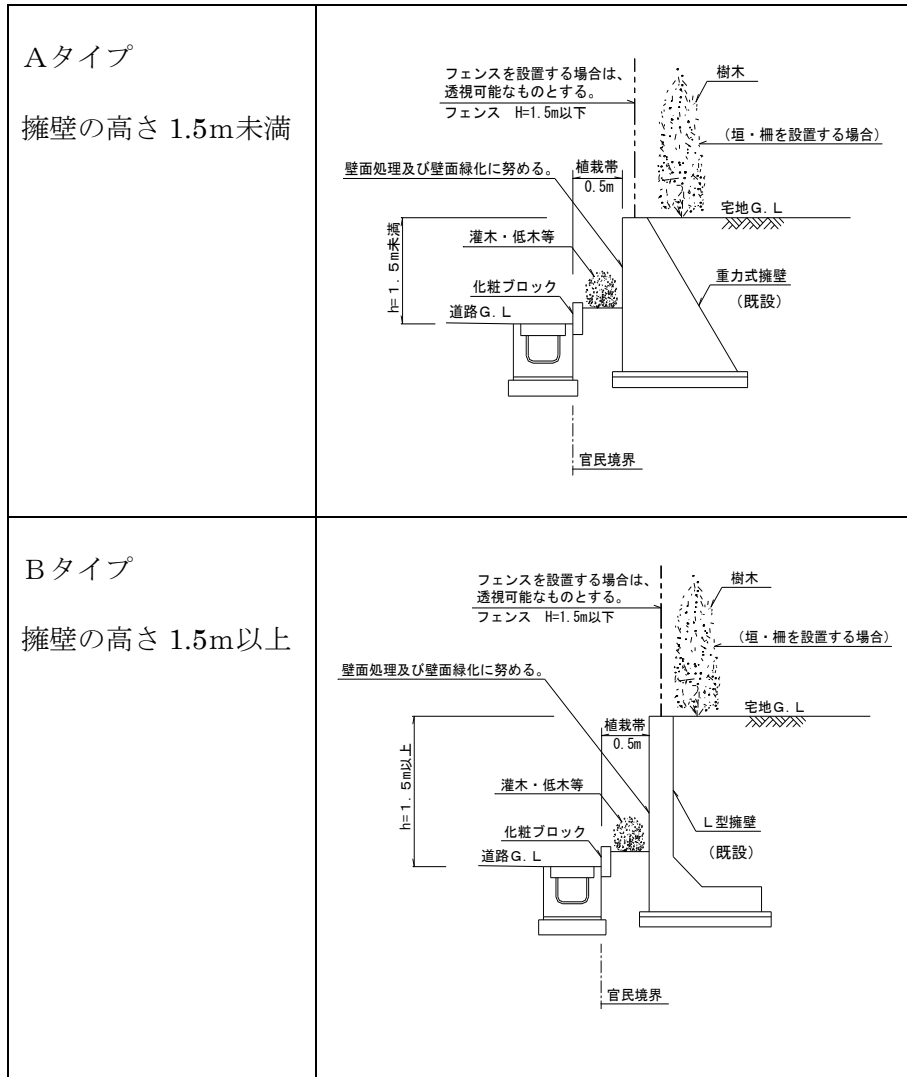 Ａタイプ
擁壁の高さ 1.5ｍ未満
フェンスを設置する場合は、
透視可能なものとする。
フェンス　H=1.5m以下
樹木
（垣・柵を設置する場合）
壁面処理及び壁面緑化に努める。
植栽帯
0.5m
宅地G.L
h=1.5m未満
灌木・低木等
化粧ブロック
道路G.L
重力式擁壁
（既設）
官民境界
Ｂタイプ
擁壁の高さ 1.5ｍ以上
フェンスを設置する場合は、
透視可能なものとする。
フェンス　H=1.5m以下
樹木
（垣・柵を設置する場合）
壁面処理及び壁面緑化に努める。
植栽帯
0.5m
宅地G.L
h=1.5m以上
灌木・低木等
化粧ブロック
道路G.L
Ｌ型擁壁
（既設）
官民境界